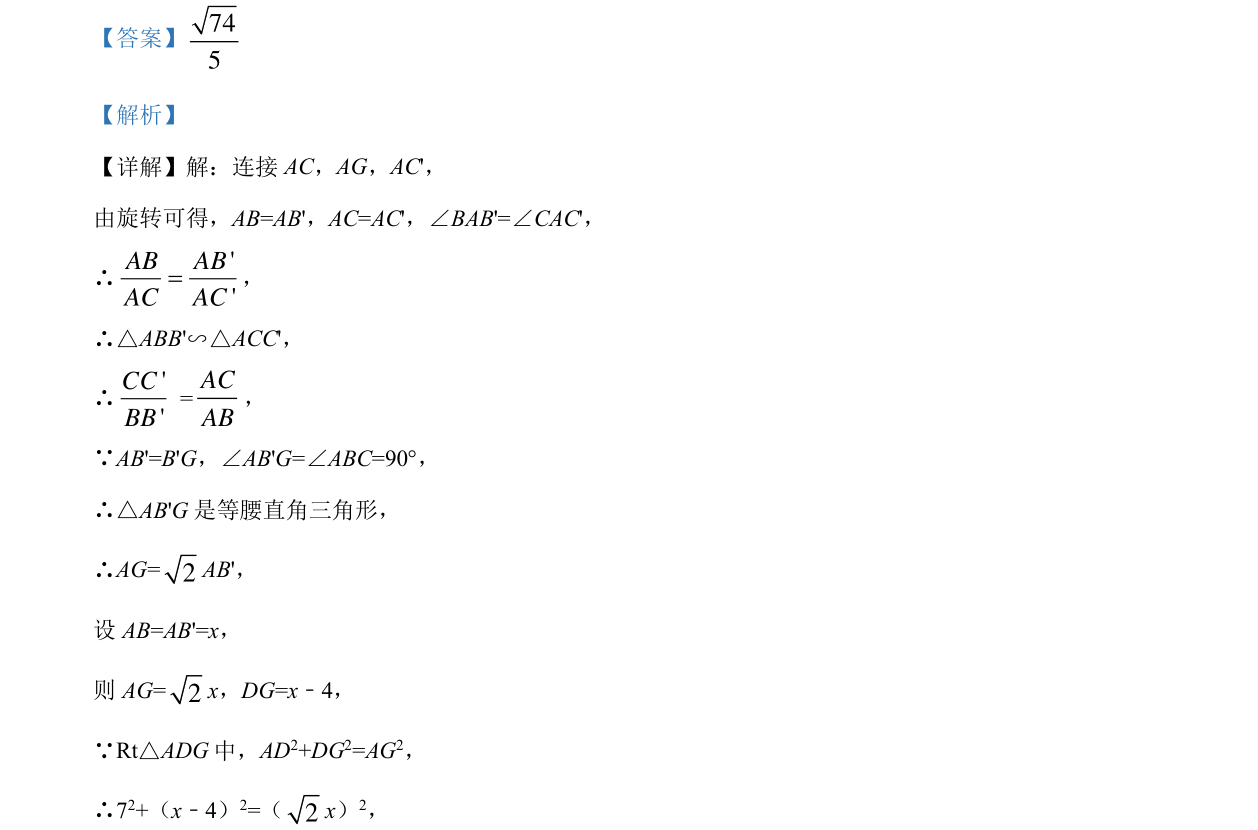 【答案】√74/5
【解析】
【详解】解：连接 AC，AG，AC'，
由旋转可得，AB=AB'，AC=AC'，∠BAB'=∠CAC'，
∴AB/AC=AB'/AC'，
∴△ABB'∽△ACC'，
∴CC'/BB'=AC/AB，
∵AB'=B'G，∠AB'G=∠ABC=90°，
∴△AB'G 是等腰直角三角形，
∴AG=√2 AB'，
设 AB=AB'=x，
则 AG=√2 x，DG=x﹣4，
∵Rt△ADG 中，AD²+DG²=AG²，
∴7²+（x﹣4）²=（√2 x）²，